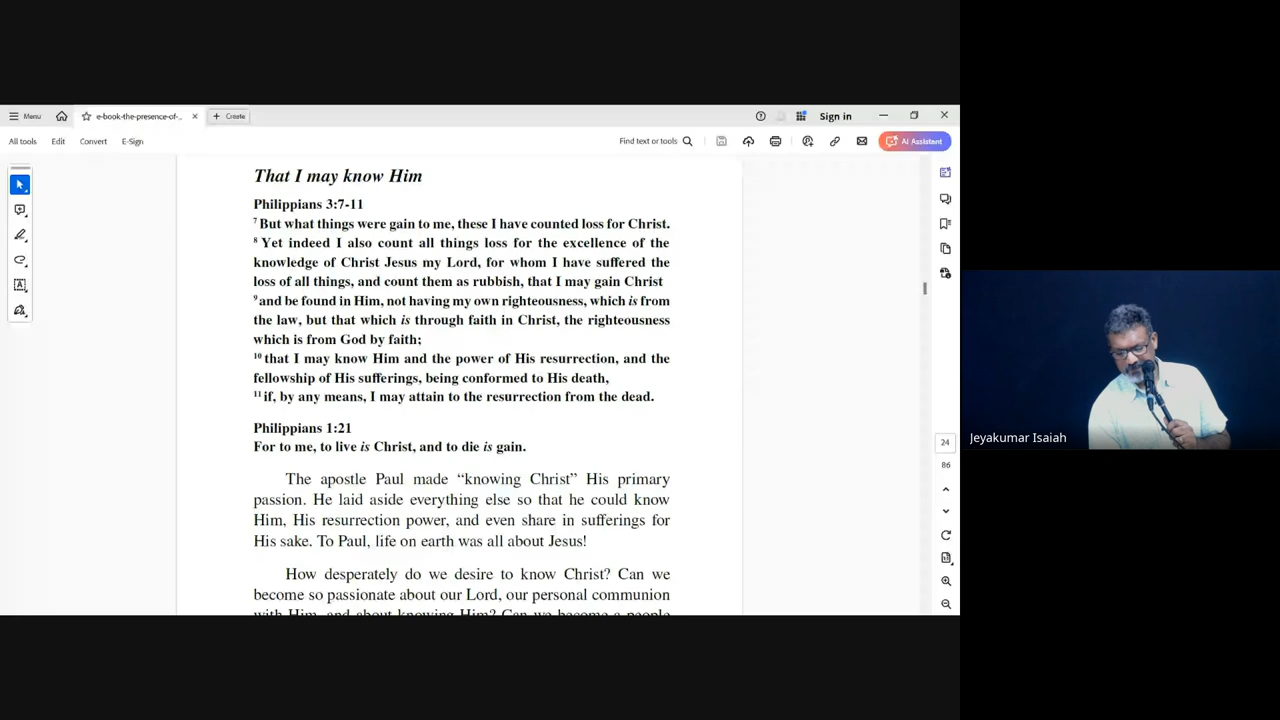 Menu
e-book-the-presence-of-...
Create
Sign in
All tools
Edit
Convert
E-Sign
Find text or tools
AI Assistant
That I may know Him
Philippians 3:7-11
7 But what things were gain to me, these I have counted loss for Christ.
8 Yet indeed I also count all things loss for the excellence of the
knowledge of Christ Jesus my Lord, for whom I have suffered the
loss of all things, and count them as rubbish, that I may gain Christ
9 and be found in Him, not having my own righteousness, which is from
the law, but that which is through faith in Christ, the righteousness
which is from God by faith;
10 that I may know Him and the power of His resurrection, and the
fellowship of His sufferings, being conformed to His death,
11 if, by any means, I may attain to the resurrection from the dead.
Philippians 1:21
For to me, to live is Christ, and to die is gain.
The apostle Paul made “knowing Christ” His primary
passion. He laid aside everything else so that he could know
Him, His resurrection power, and even share in sufferings for
His sake. To Paul, life on earth was all about Jesus!
How desperately do we desire to know Christ? Can we
become so passionate about our Lord, our personal communion
with Him, and about knowing Him? Can we become a people
24
86
Jeyakumar Isaiah